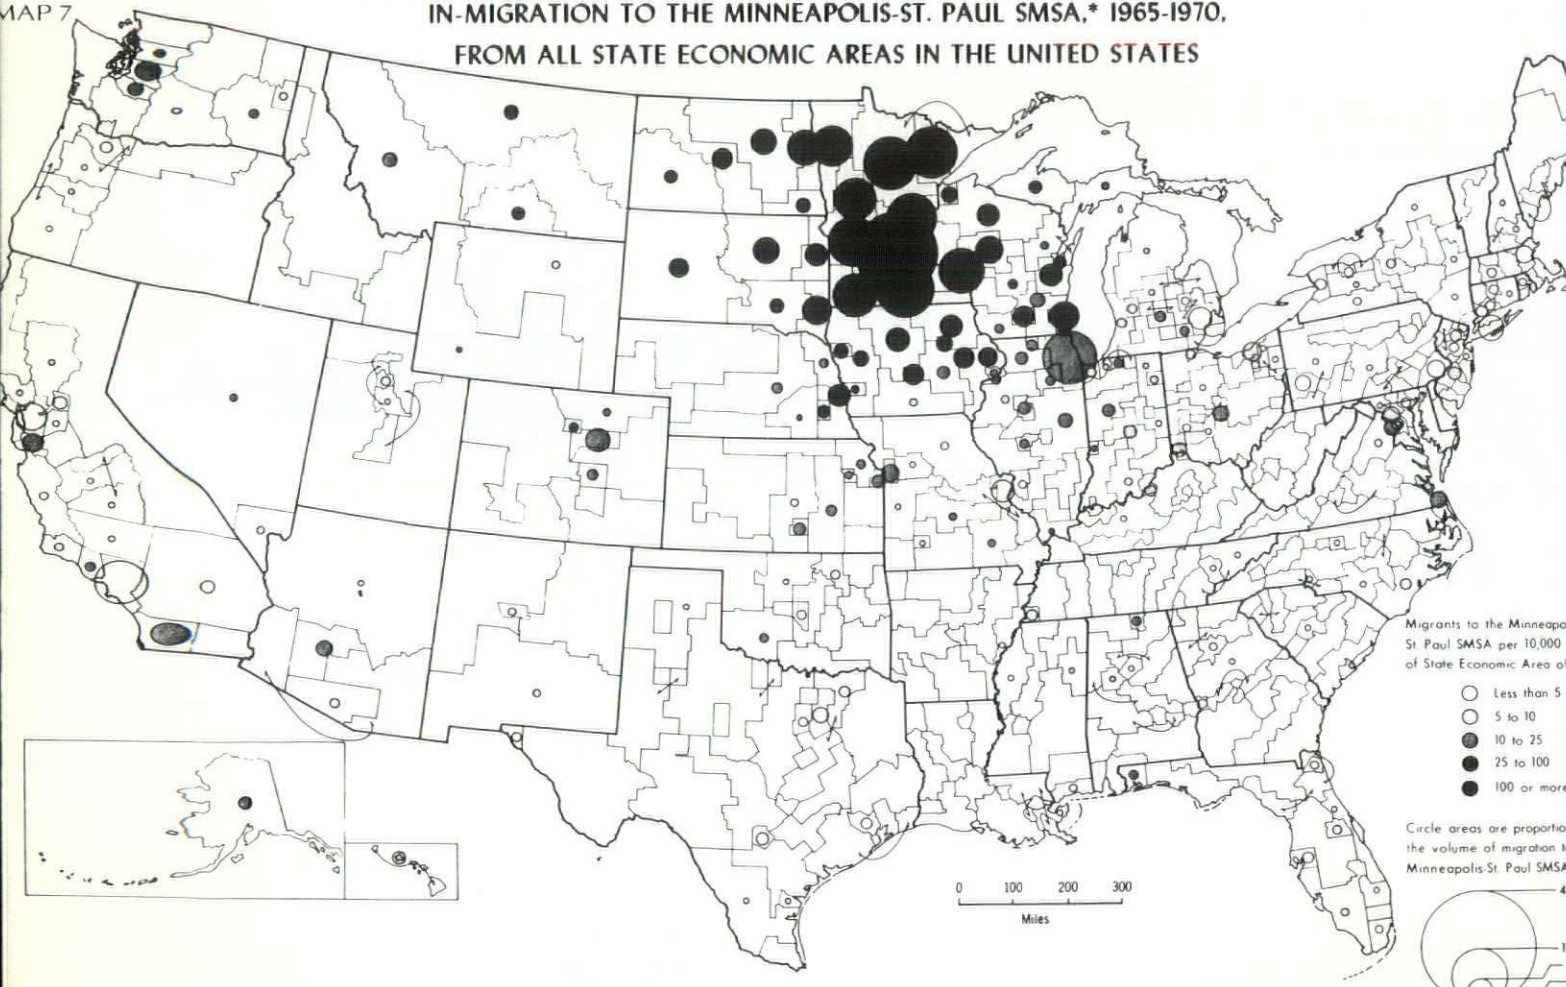 MAP 7
IN-MIGRATION TO THE MINNEAPOLIS-ST. PAUL SMSA,* 1965-1970,
FROM ALL STATE ECONOMIC AREAS IN THE UNITED STATES
Migrants to the Minneapo
St. Paul SMSA per 10,000
of State Economic Area of
Less than 5
5 to 10
10 to 25
25 to 100
100 or more
Circle areas are proportio
the volume of migration t
Minneapolis-St. Paul SMSA
4
1
0 100 200 300
Miles